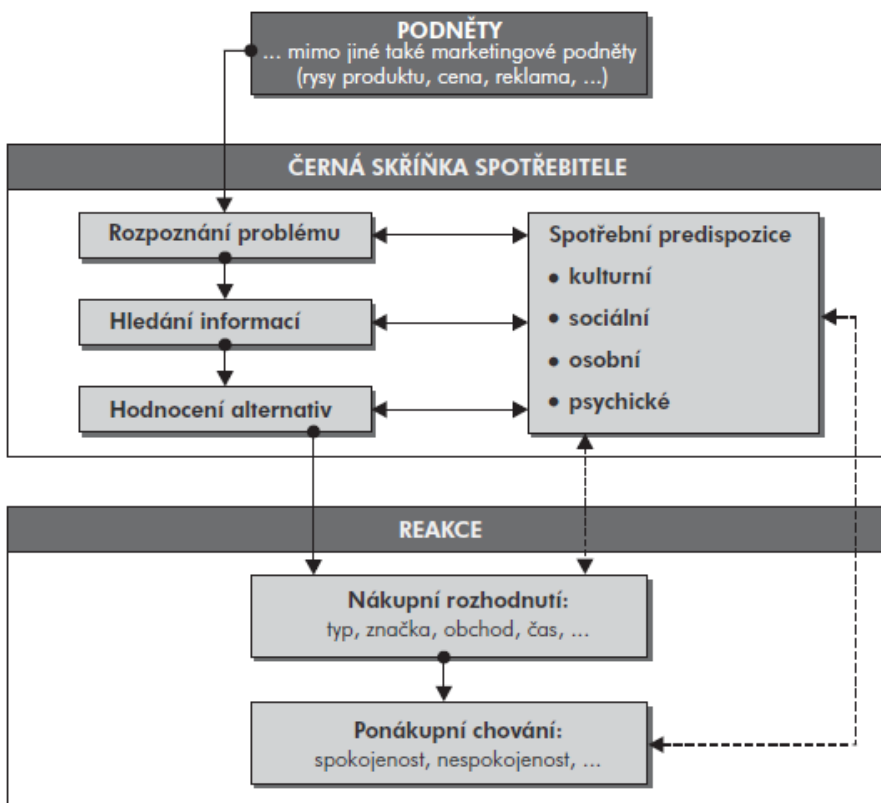 PODNĚTY
... mimo jiné také marketingové podněty
(rysy produktu, cena, reklama, ...)
ČERNÁ SKŘÍŇKA SPOTŘEBITELE
Rozpoznání problému
Hledání informací
Hodnocení alternativ
Spotřební predispozice
• kulturní
• sociální
• osobní
• psychické
REAKCE
Nákupní rozhodnutí:
typ, značka, obchod, čas, ...
Ponákupní chování:
spokojenost, nespokojenost, ...